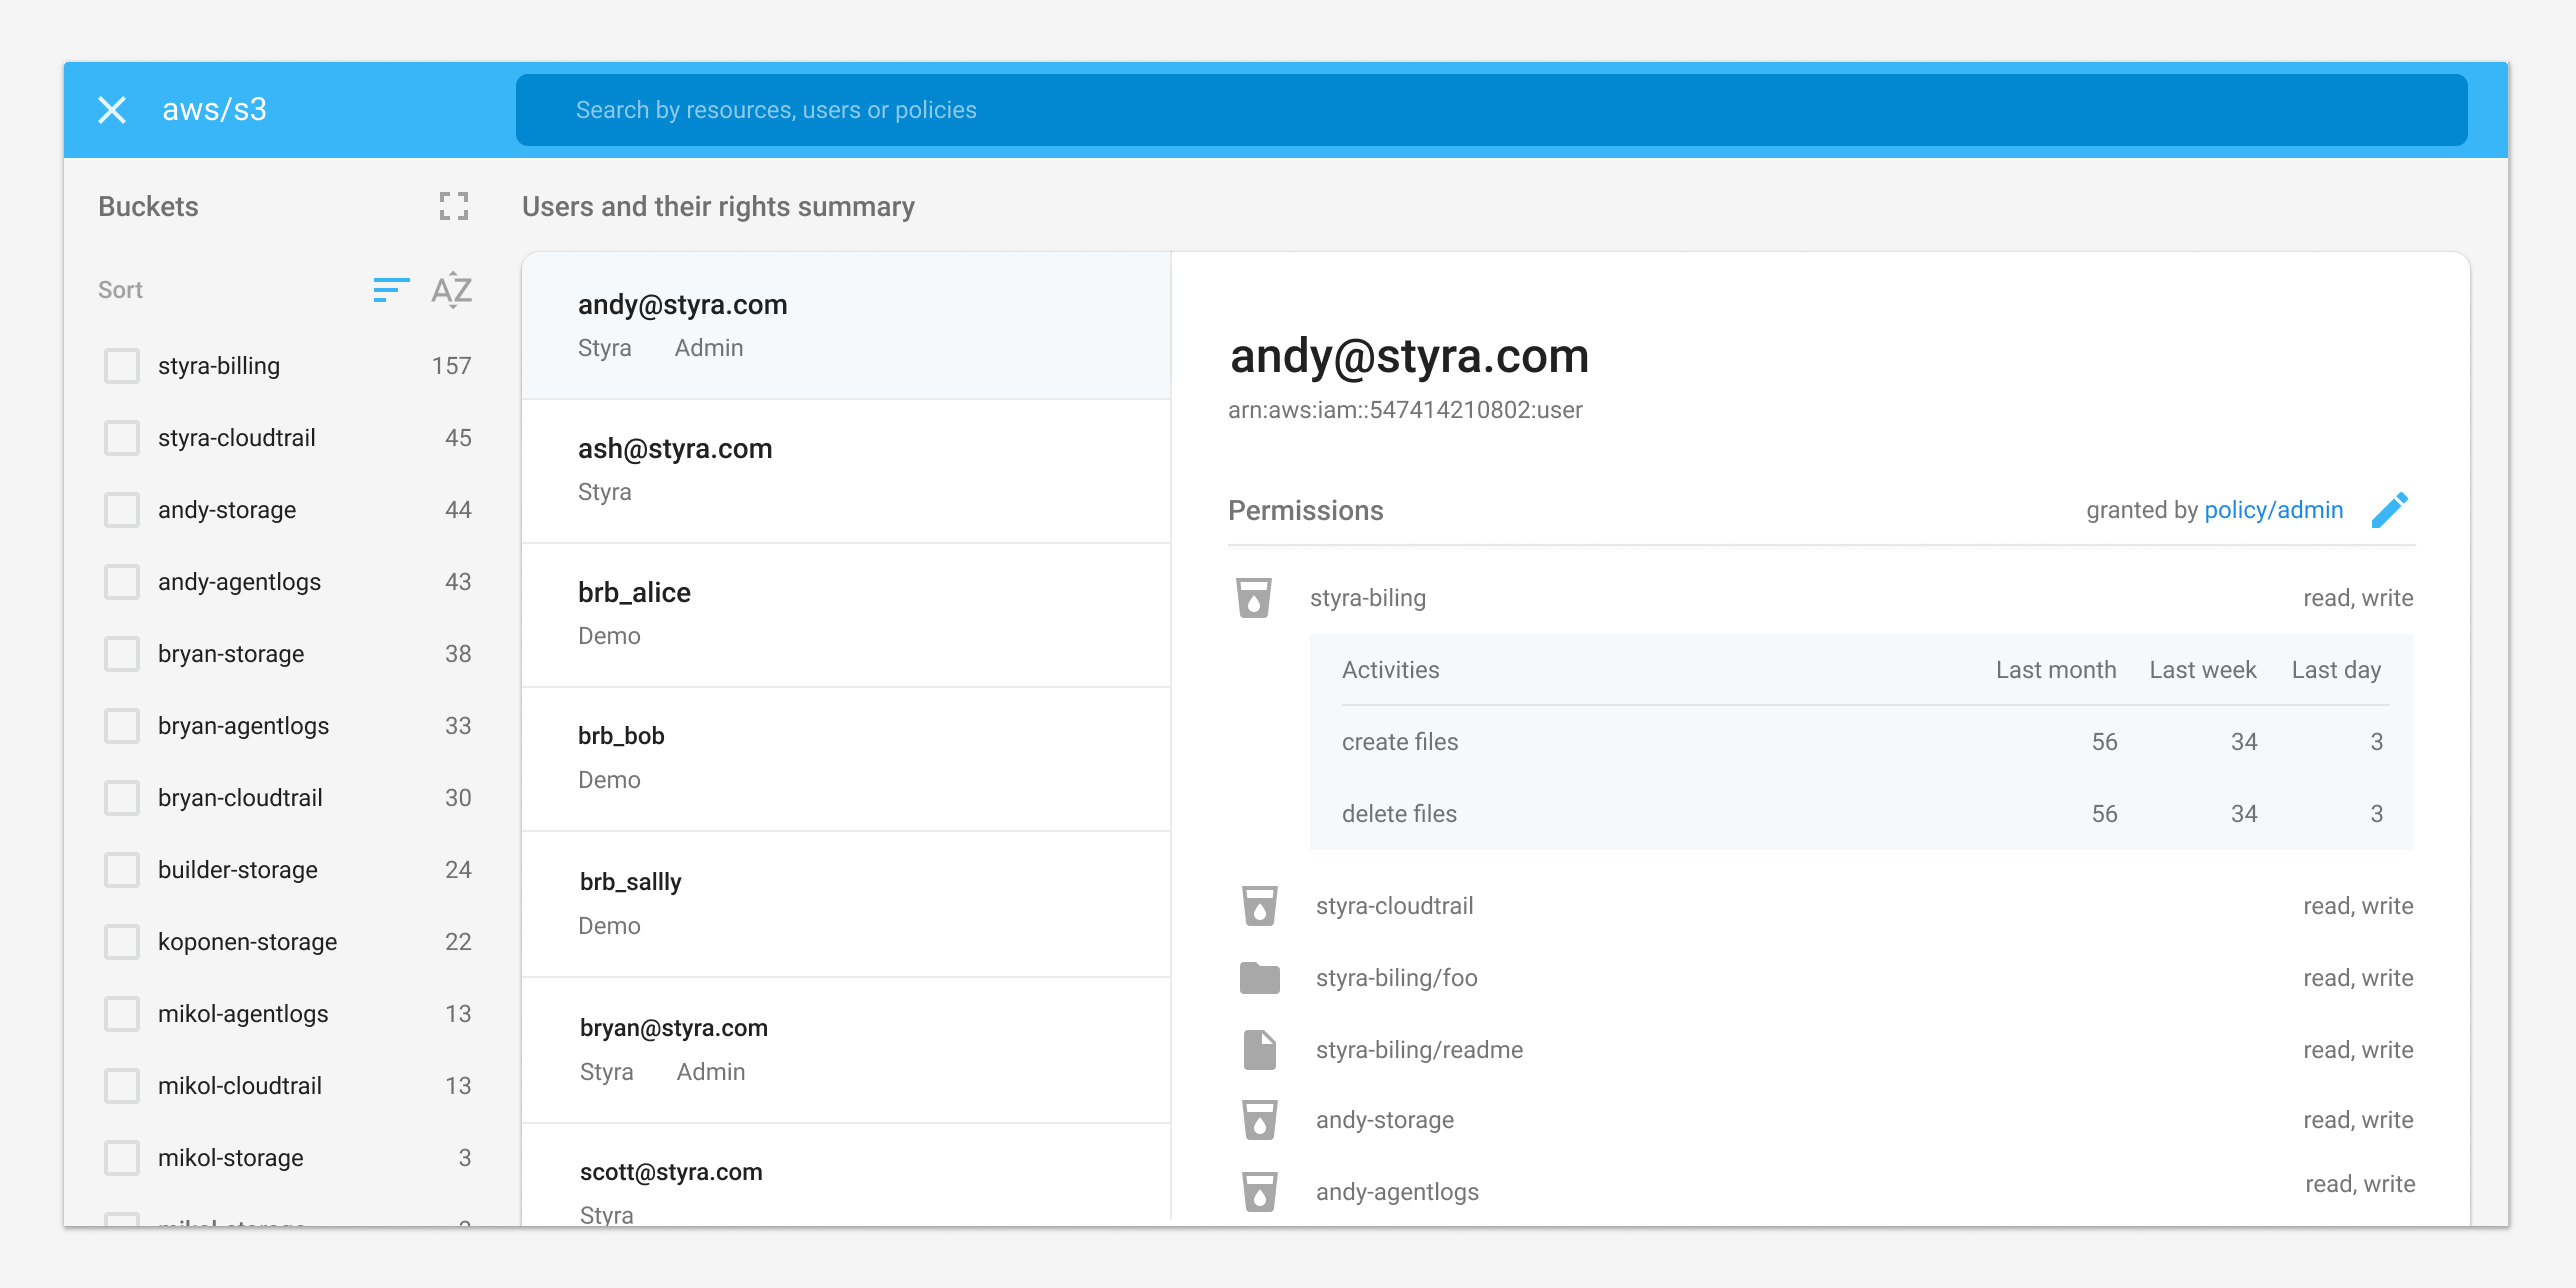 aws/s3
Search by resources, users or policies
Buckets
Sort
AZ
styra-billing 157
styra-cloudtrail 45
andy-storage 44
andy-agentlogs 43
bryan-storage 38
bryan-agentlogs 33
bryan-cloudtrail 30
builder-storage 24
koponen-storage 22
mikol-agentlogs 13
mikol-cloudtrail 13
mikol-storage 3
Users and their rights summary
andy@styra.com
Styra Admin
ash@styra.com
Styra
brb_alice
Demo
brb_bob
Demo
brb_sallly
Demo
bryan@styra.com
Styra Admin
scott@styra.com
Styra
andy@styra.com
arn:aws:iam::547414210802:user
Permissions granted by policy/admin
styra-biling read, write
Activities Last month Last week Last day
create files 56 34 3
delete files 56 34 3
styra-cloudtrail read, write
styra-biling/foo read, write
styra-biling/readme read, write
andy-storage read, write
andy-agentlogs read, write